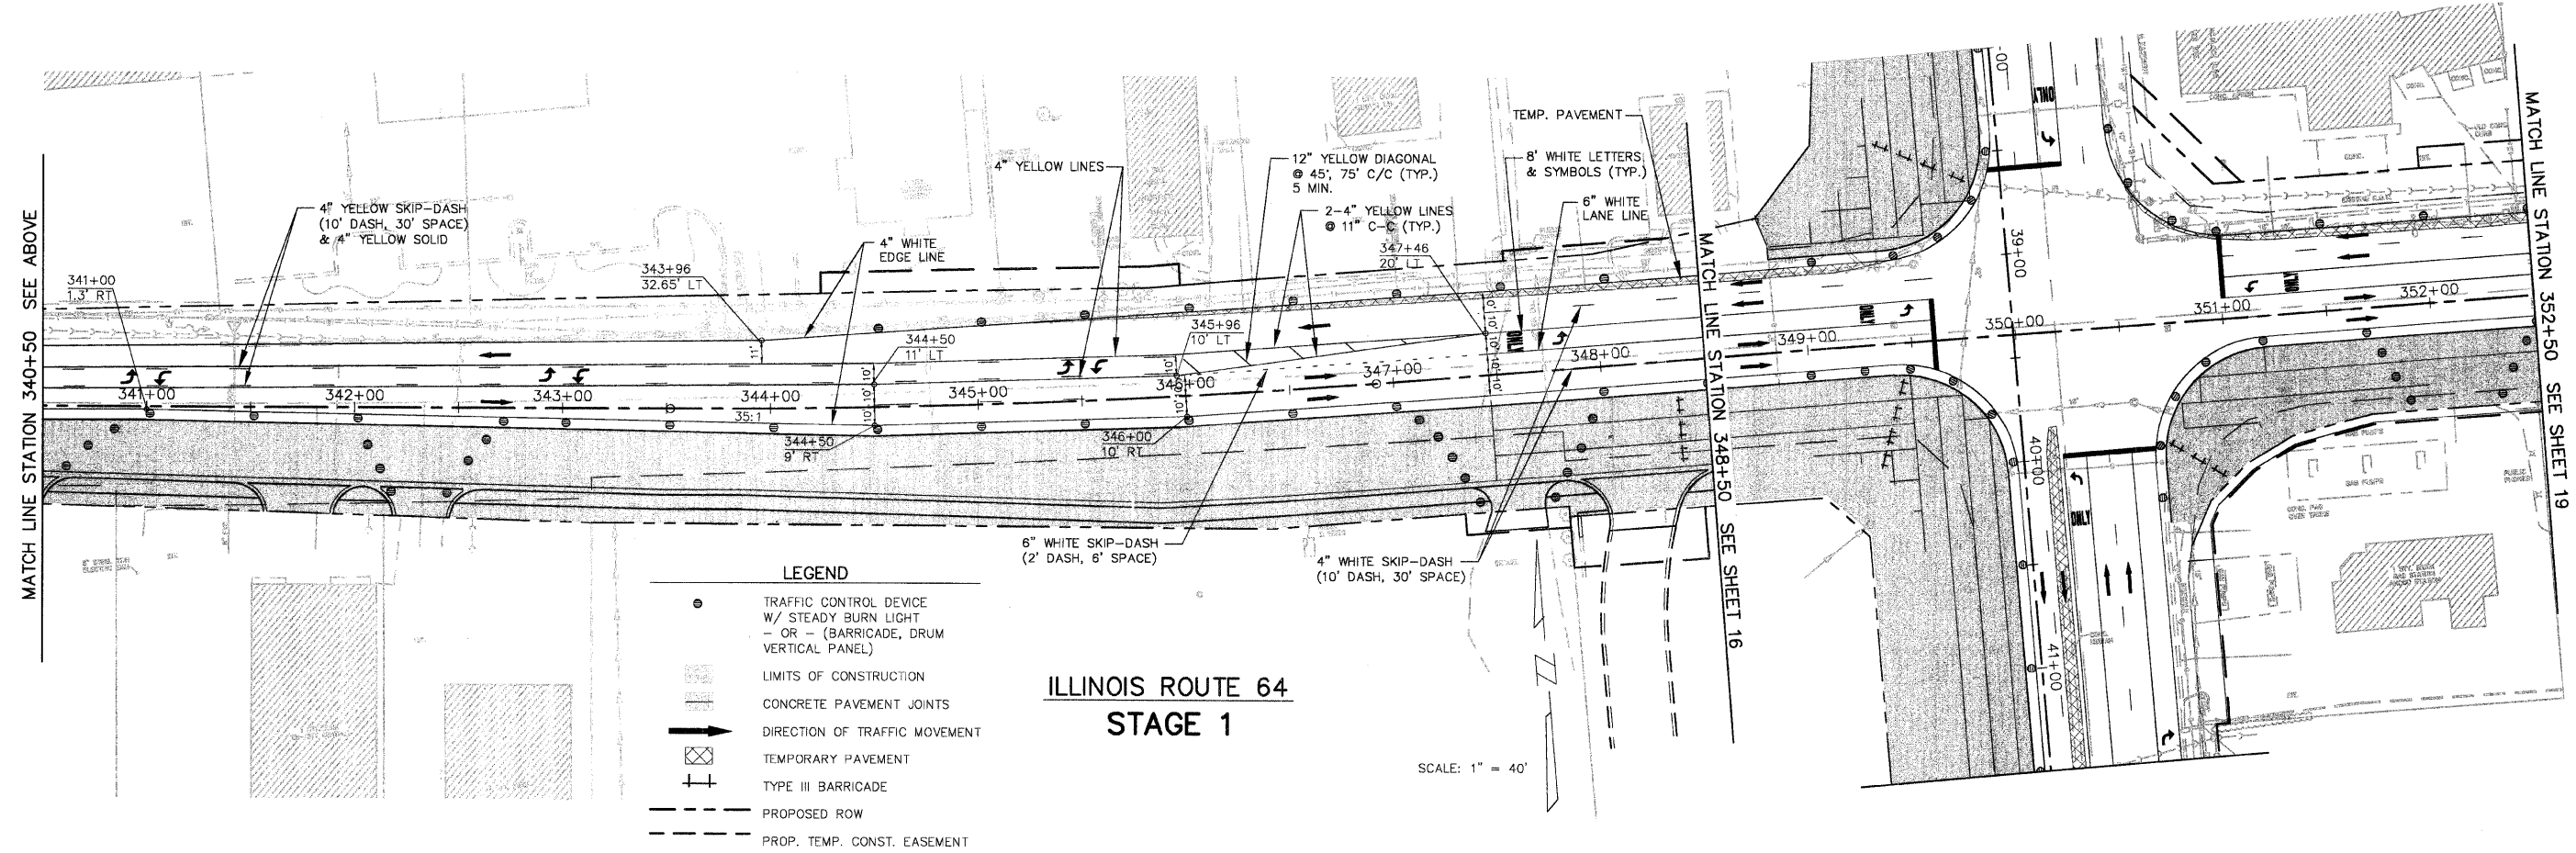 MATCH LINE STATION 340+50 SEE ABOVE
341+00
1.3' RT
4" YELLOW SKIP-DASH
(10' DASH, 30' SPACE)
& 4" YELLOW SOLID
343+96
32.65' LT
4" WHITE
EDGE LINE
4" YELLOW LINES
12" YELLOW DIAGONAL
@ 45°, 75' C/C (TYP.)
5 MIN.
2-4" YELLOW LINES
@ 11" C-C (TYP.)
347+46
20' LT
TEMP. PAVEMENT
8' WHITE LETTERS
& SYMBOLS (TYP.)
6" WHITE
LANE LINE
344+50
11' LT
345+96
10' LT
11'
10'
10'
10'
35:1
344+50
9' RT
346+00
10' RT
341+00
342+00
343+00
344+00
345+00
346+00
347+00
348+00
349+00
350+00
351+00
352+00
39+00
40+00
41+00
ONLY
ONLY
ONLY
ONLY
ONLY
MATCH LINE STATION 348+50 SEE SHEET 16
MATCH LINE STATION 352+50 SEE SHEET 19
6" WHITE SKIP-DASH
(2' DASH, 6' SPACE)
4" WHITE SKIP-DASH
(10' DASH, 30' SPACE)
LEGEND
TRAFFIC CONTROL DEVICE
W/ STEADY BURN LIGHT
- OR - (BARRICADE, DRUM
VERTICAL PANEL)
LIMITS OF CONSTRUCTION
CONCRETE PAVEMENT JOINTS
DIRECTION OF TRAFFIC MOVEMENT
TEMPORARY PAVEMENT
TYPE III BARRICADE
PROPOSED ROW
PROP. TEMP. CONST. EASEMENT
ILLINOIS ROUTE 64
STAGE 1
SCALE: 1" = 40'